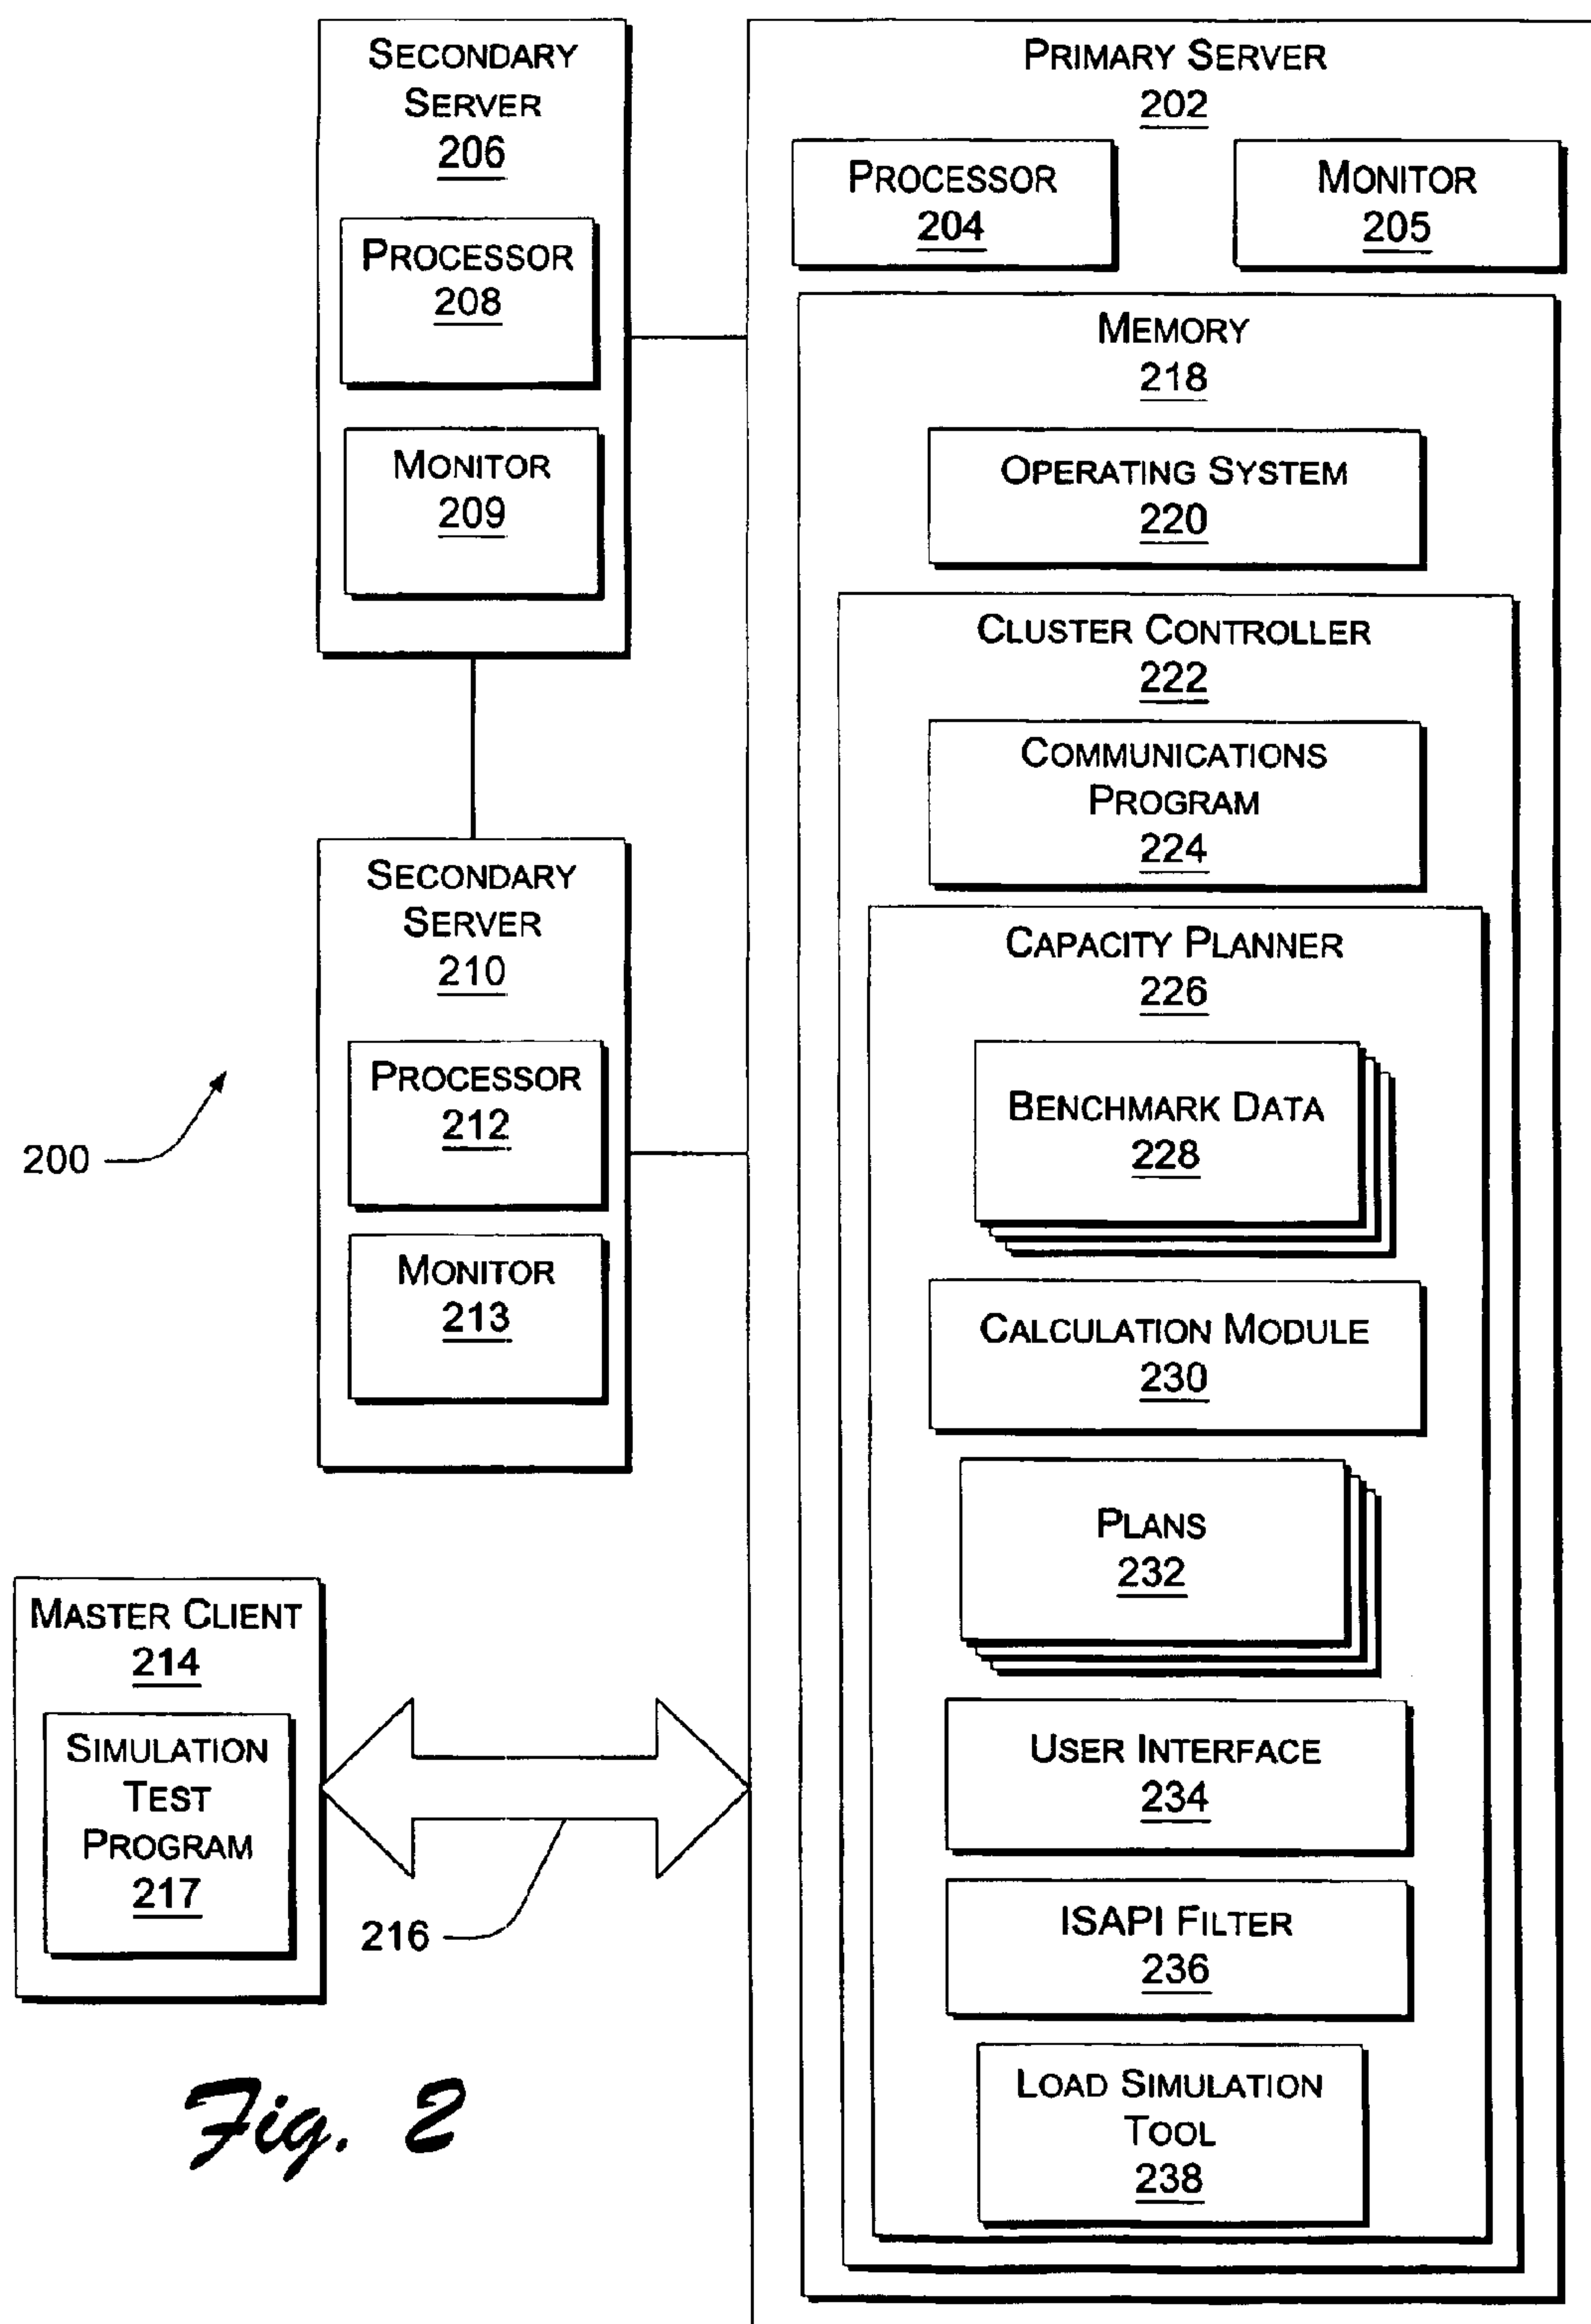 SECONDARY
SERVER
206
PROCESSOR
208
MONITOR
209
SECONDARY
SERVER
210
PROCESSOR
212
MONITOR
213
200
MASTER CLIENT
214
SIMULATION
TEST
PROGRAM
217
216
PRIMARY SERVER
202
PROCESSOR
204
MONITOR
205
MEMORY
218
OPERATING SYSTEM
220
CLUSTER CONTROLLER
222
COMMUNICATIONS
PROGRAM
224
CAPACITY PLANNER
226
BENCHMARK DATA
228
CALCULATION MODULE
230
PLANS
232
USER INTERFACE
234
ISAPI FILTER
236
LOAD SIMULATION
TOOL
238
Fig. 2